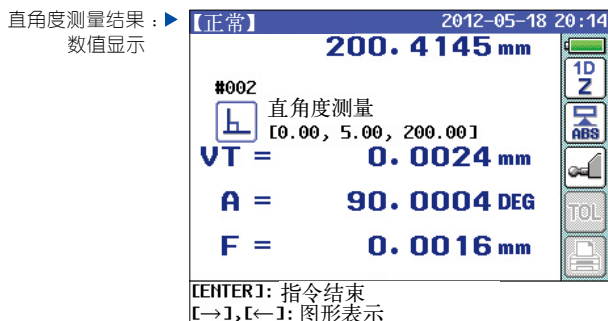 直角度测量结果：▶
数值显示
【正常】 2012-05-18 20:14
200.4145 mm
1D
Z
#002
直角度测量
[0.00, 5.00, 200.00]
ABS
VT = 0.0024 mm
A = 90.0004 DEG
TOL
F = 0.0016 mm
[ENTER]: 指令结束
[→],[←]: 图形表示